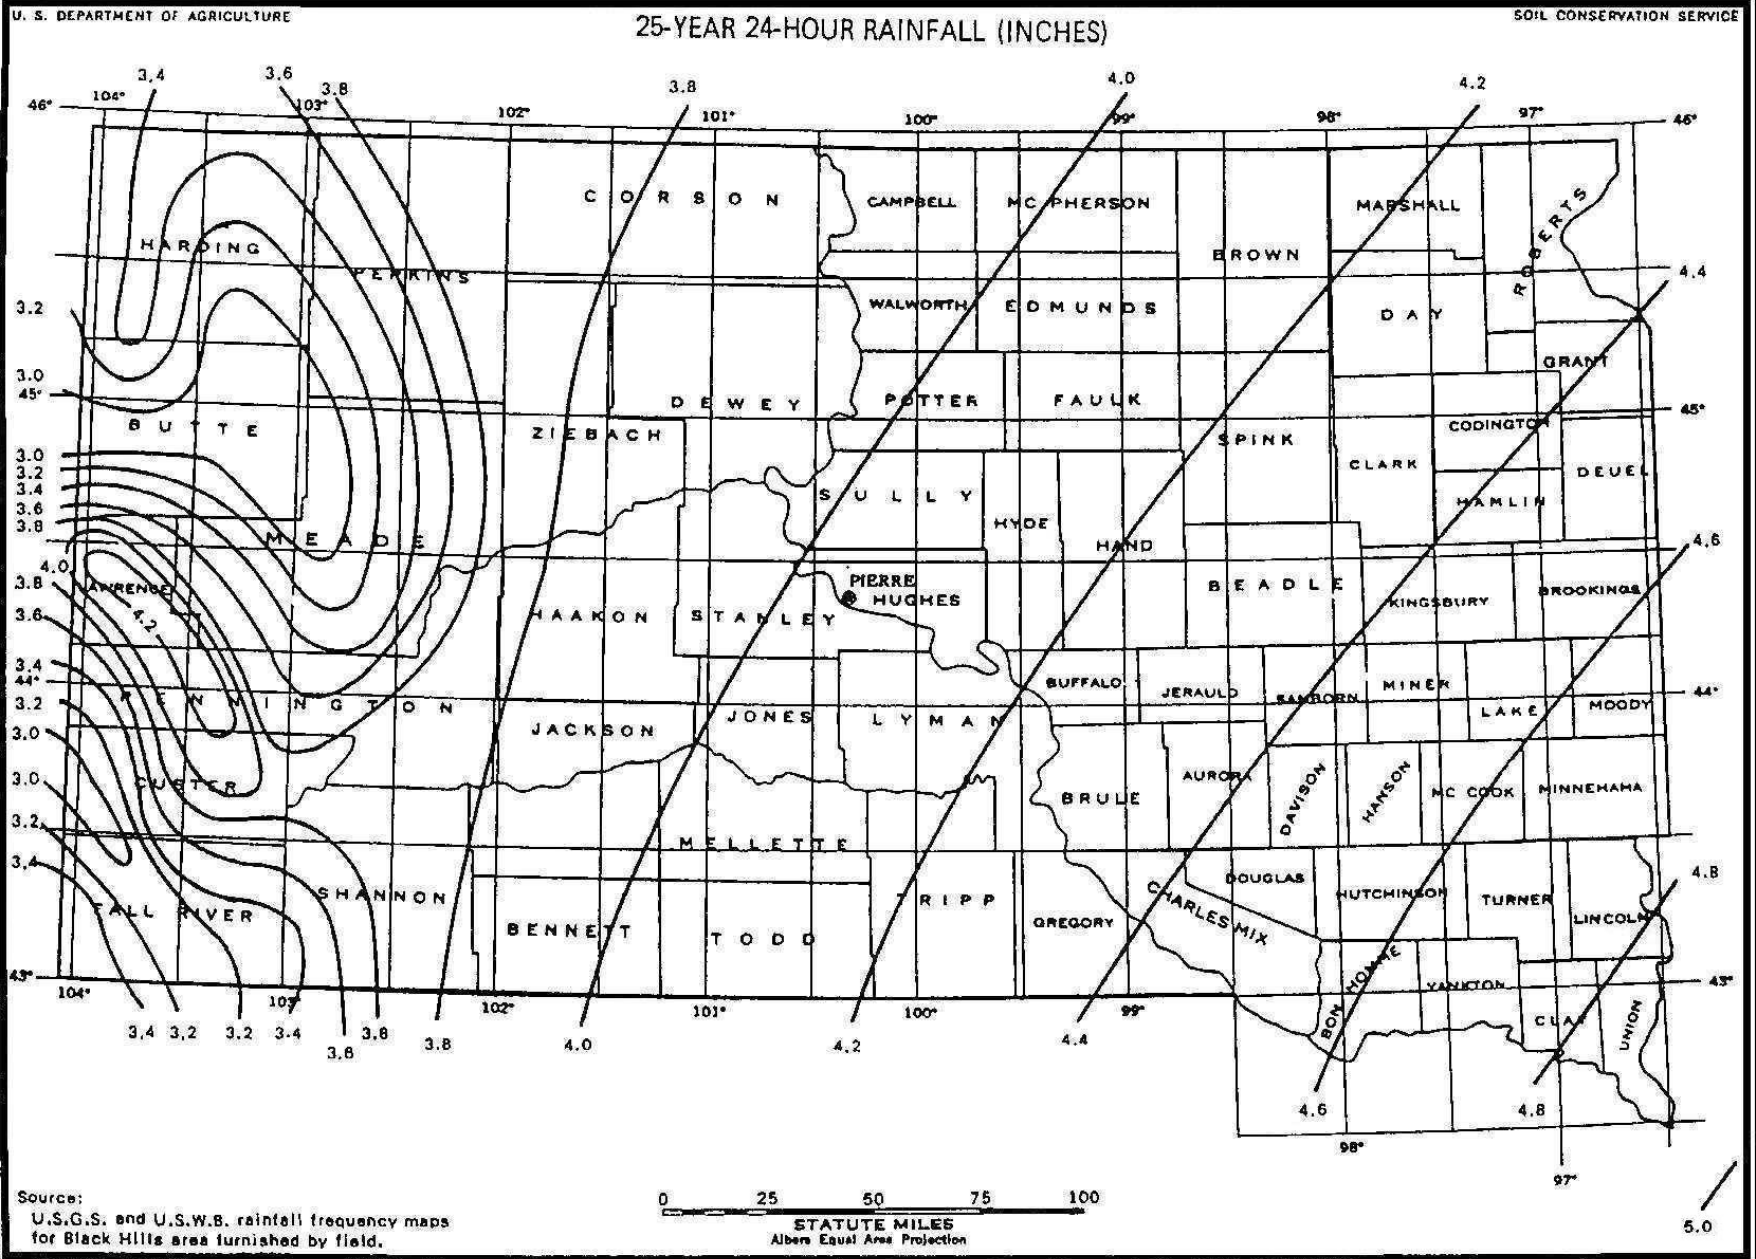 U. S. DEPARTMENT OF AGRICULTURE
SOIL CONSERVATION SERVICE
25-YEAR 24-HOUR RAINFALL (INCHES)
3.4
3.6
3.8
3.8
4.0
4.2
46°
104°
103°
102°
101°
100°
99°
98°
97°
46°
CORSON
CAMPBELL
MC PHERSON
MARSHALL
ROBERTS
HARDING
PERKINS
BROWN
4.4
3.2
WALWORTH
EDMUNDS
DAY
GRANT
3.0
45°
DEWEY
POTTER
FAULK
45°
BUTTE
ZIEBACH
SPINK
CODINGTON
3.0
3.2
3.4
3.6
3.8
CLARK
DEUEL
SULLY
HYDE
HAMLIN
MEADE
HAND
4.6
4.0
3.8
LAWRENCE
4.2
PIERRE
HUGHES
BEADLE
KINGSBURY
BROOKINGS
3.6
HAAKON
STANLEY
3.4
44°
3.2
PENNINGTON
BUFFALO
JERAULD
SANBORN
MINER
LAKE
MOODY
44°
3.0
JACKSON
JONES
LYMAN
3.0
CUSTER
BRULE
AURORA
DAVISON
HANSON
MC COOK
MINNEHAHA
3.2
MELLETTE
3.4
4.8
FALL RIVER
SHANNON
BENNETT
TODD
TRIPP
GREGORY
CHARLES MIX
DOUGLAS
HUTCHINSON
TURNER
LINCOLN
43°
BON HOMME
YANKTON
CLAY
UNION
43°
104°
103°
102°
101°
100°
99°
3.4
3.2
3.2
3.4
3.6
3.8
3.8
4.0
4.2
4.4
4.6
4.8
98°
97°
5.0
Source:
U.S.G.S. and U.S.W.B. rainfall frequency maps
for Black Hills area furnished by field.
0 25 50 75 100
STATUTE MILES
Albers Equal Area Projection